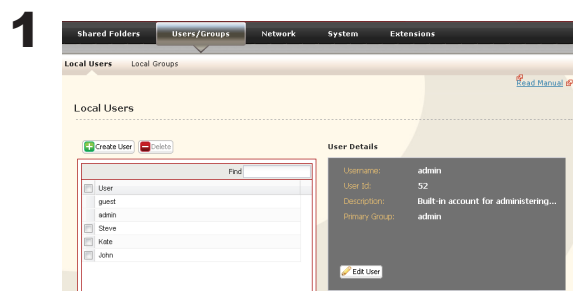 1
Shared Folders Users/Groups Network System Extensions
Local Users Local Groups
Read Manual
Local Users
Create User Delete
User Details
Find
User
guest
admin
Steve
Kate
John
Username: admin
User Id: 52
Description: Built-in account for administering...
Primary Group: admin
Edit User